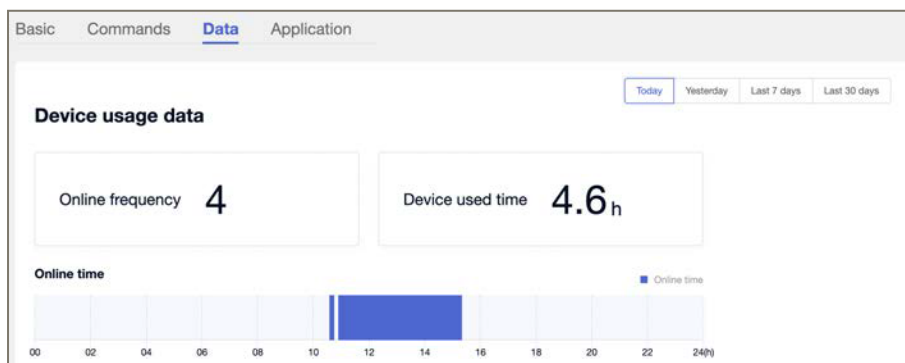 Basic Commands Data Application
Today Yesterday Last 7 days Last 30 days
Device usage data
Online frequency 4 Device used time 4.6 h
Online time
Online time
00 02 04 06 08 10 12 14 16 18 20 22 24(h)